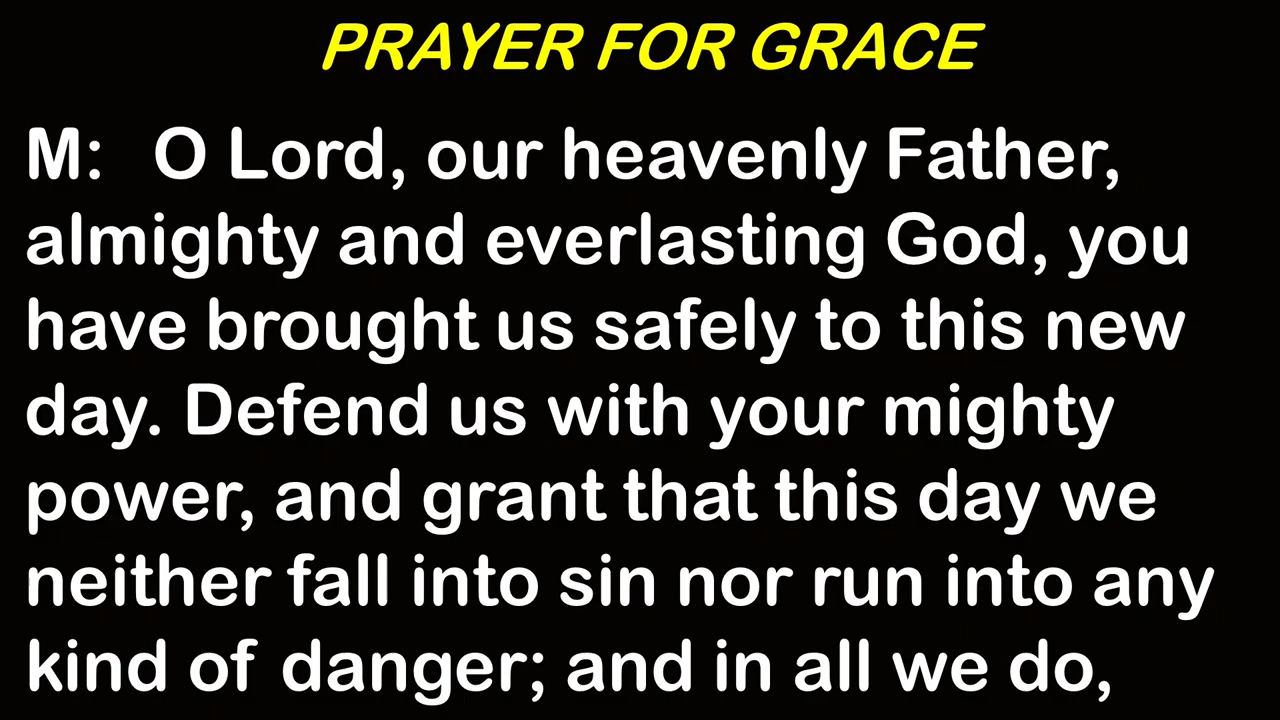 PRAYER FOR GRACE
M: O Lord, our heavenly Father,
almighty and everlasting God, you
have brought us safely to this new
day. Defend us with your mighty
power, and grant that this day we
neither fall into sin nor run into any
kind of danger; and in all we do,